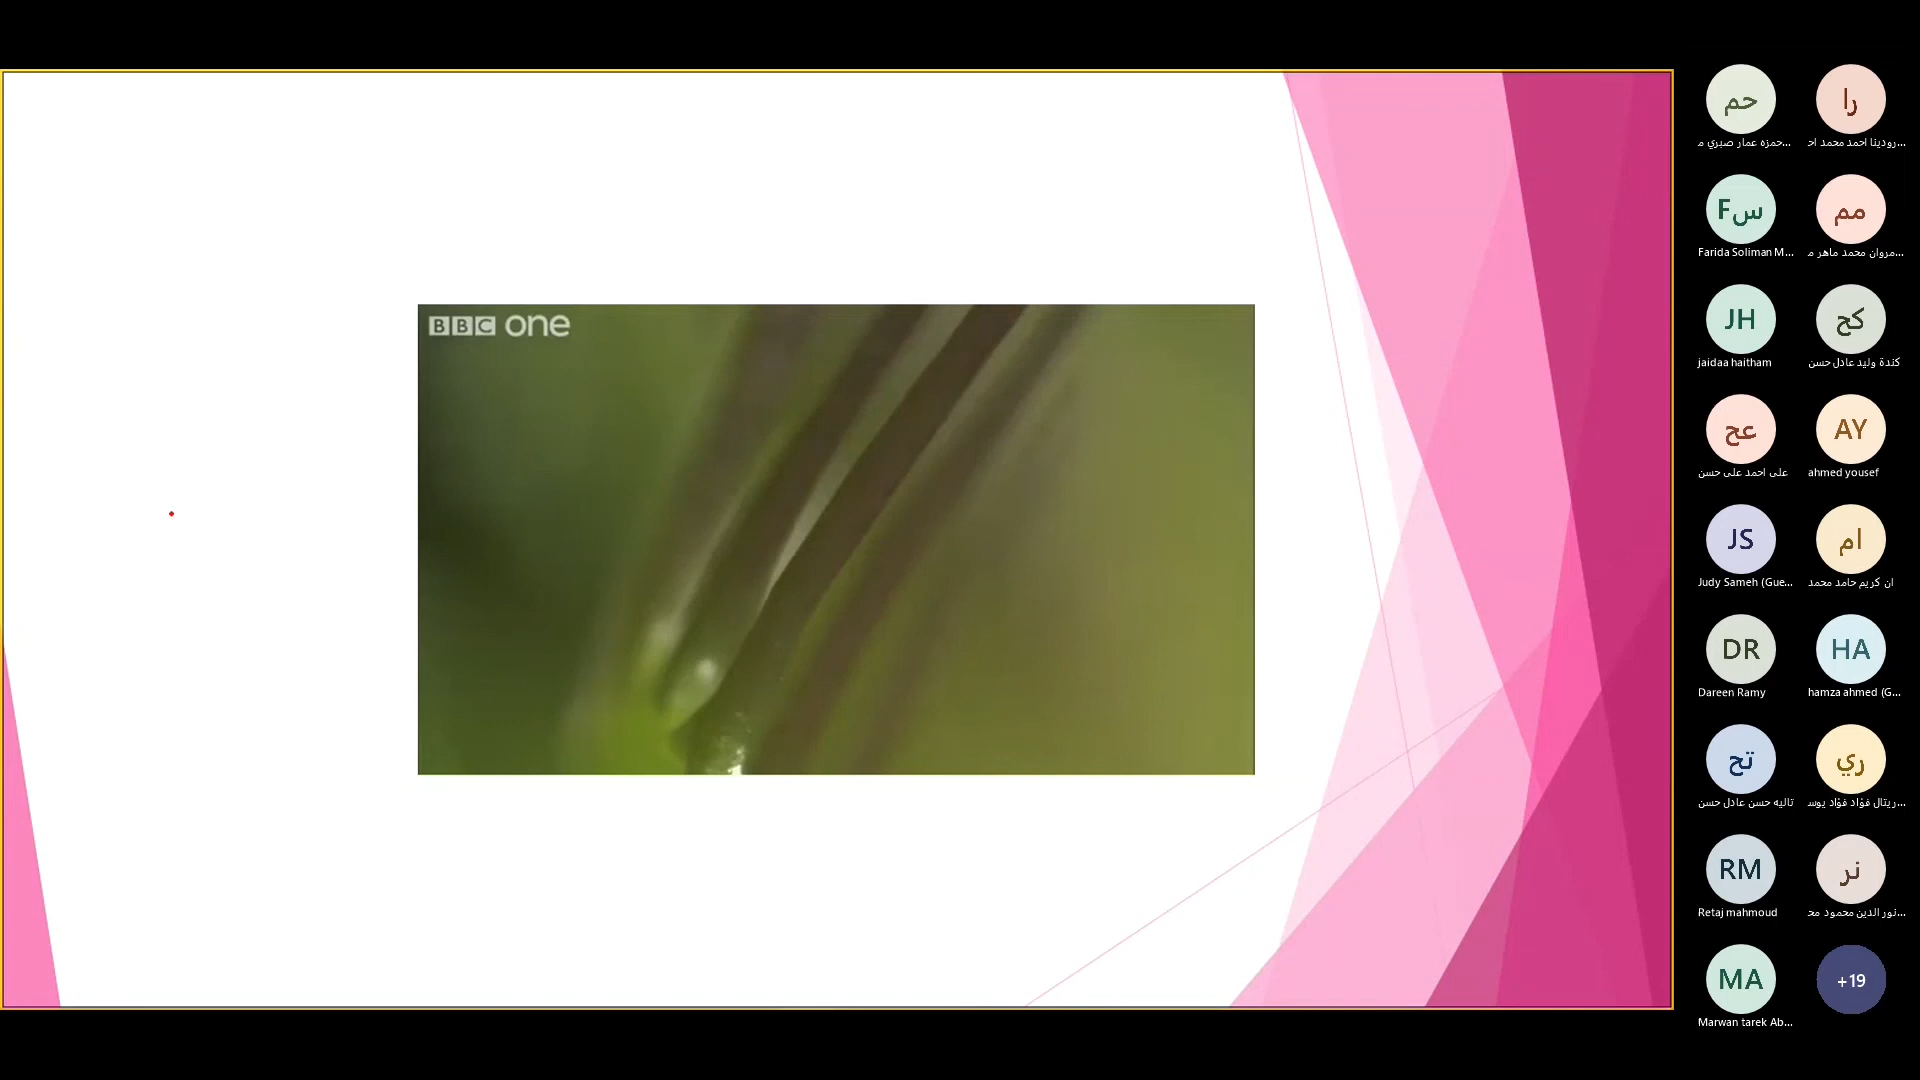 BBC one
حم
حمزه عمار صبري م...
را
رودينا احمد محمد اح...
Fس
Farida Soliman M...
مم
مروان محمد ماهر م...
JH
jaidaa haitham
كح
كندة وليد عادل حسن
عح
على احمد على حسن
AY
ahmed yousef
JS
Judy Sameh (Gue...
ام
ان كريم حامد محمد
DR
Dareen Ramy
HA
hamza ahmed (G...
تح
تاليه حسن عادل حسن
ري
ريتال فؤاد فؤاد يوس...
RM
Retaj mahmoud
نر
نور الدين محمود مح...
MA
Marwan tarek Ab...
+19